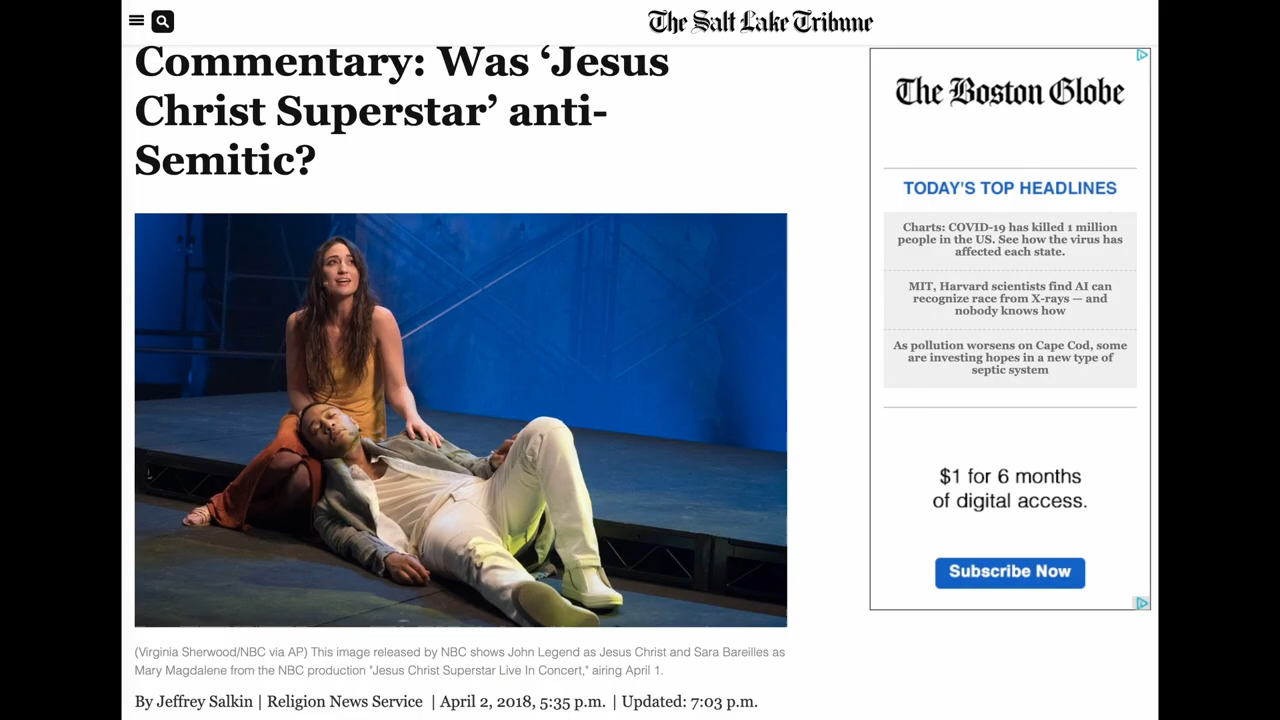 The Salt Lake Tribune
Commentary: Was ‘Jesus
Christ Superstar’ anti-
Semitic?
(Virginia Sherwood/NBC via AP) This image released by NBC shows John Legend as Jesus Christ and Sara Bareilles as
Mary Magdalene from the NBC production "Jesus Christ Superstar Live In Concert," airing April 1.
By Jeffrey Salkin | Religion News Service | April 2, 2018, 5:35 p.m. | Updated: 7:03 p.m.
The Boston Globe
TODAY'S TOP HEADLINES
Charts: COVID-19 has killed 1 million
people in the US. See how the virus has
affected each state.
MIT, Harvard scientists find AI can
recognize race from X-rays — and
nobody knows how
As pollution worsens on Cape Cod, some
are investing hopes in a new type of
septic system
$1 for 6 months
of digital access.
Subscribe Now